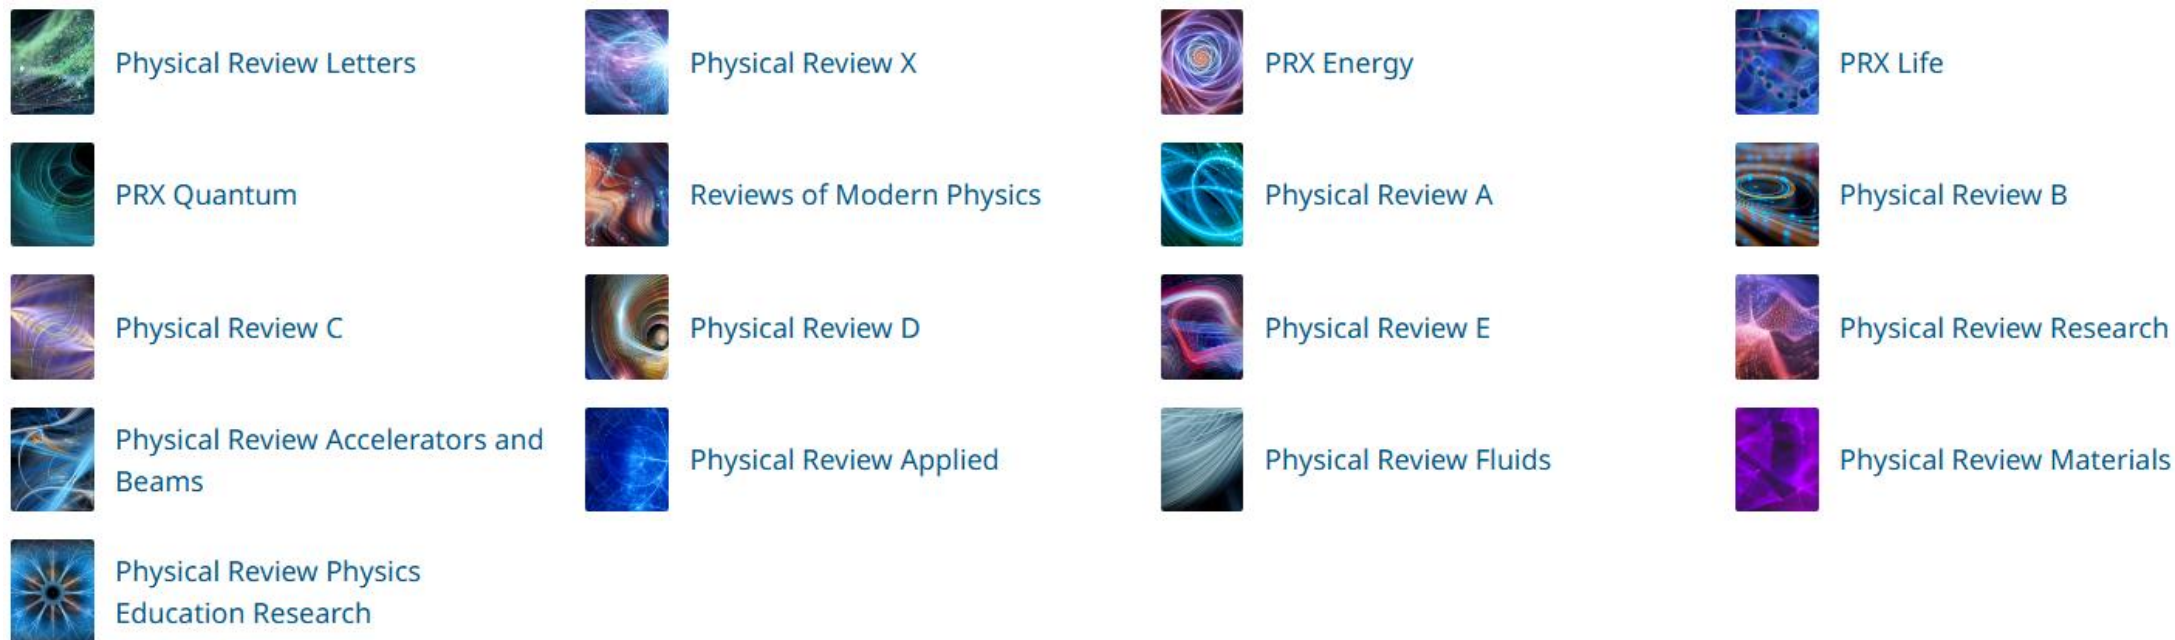 Physical Review Letters
Physical Review X
PRX Energy
PRX Life
PRX Quantum
Reviews of Modern Physics
Physical Review A
Physical Review B
Physical Review C
Physical Review D
Physical Review E
Physical Review Research
Physical Review Accelerators and
Beams
Physical Review Applied
Physical Review Fluids
Physical Review Materials
Physical Review Physics
Education Research